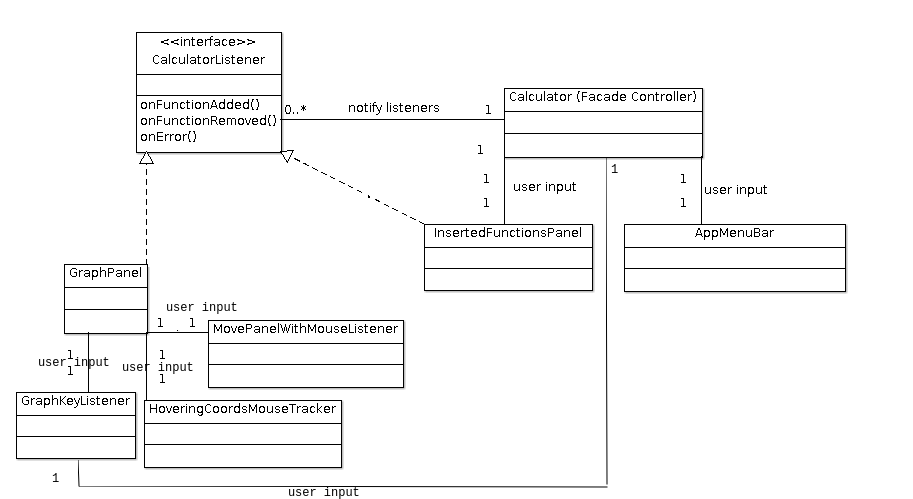 <<interface>>
CalculatorListener
onFunctionAdded()
onFunctionRemoved()
onError()
0..*
notify listeners
1
Calculator (Facade Controller)
1
1
1
user input
1
1
1
user input
InsertedFunctionsPanel
AppMenuBar
GraphPanel
user input
1
.
1
MovePanelWithMouseListener
1
user input
1
1
user input
1
GraphKeyListener
HoveringCoordsMouseTracker
1
user input